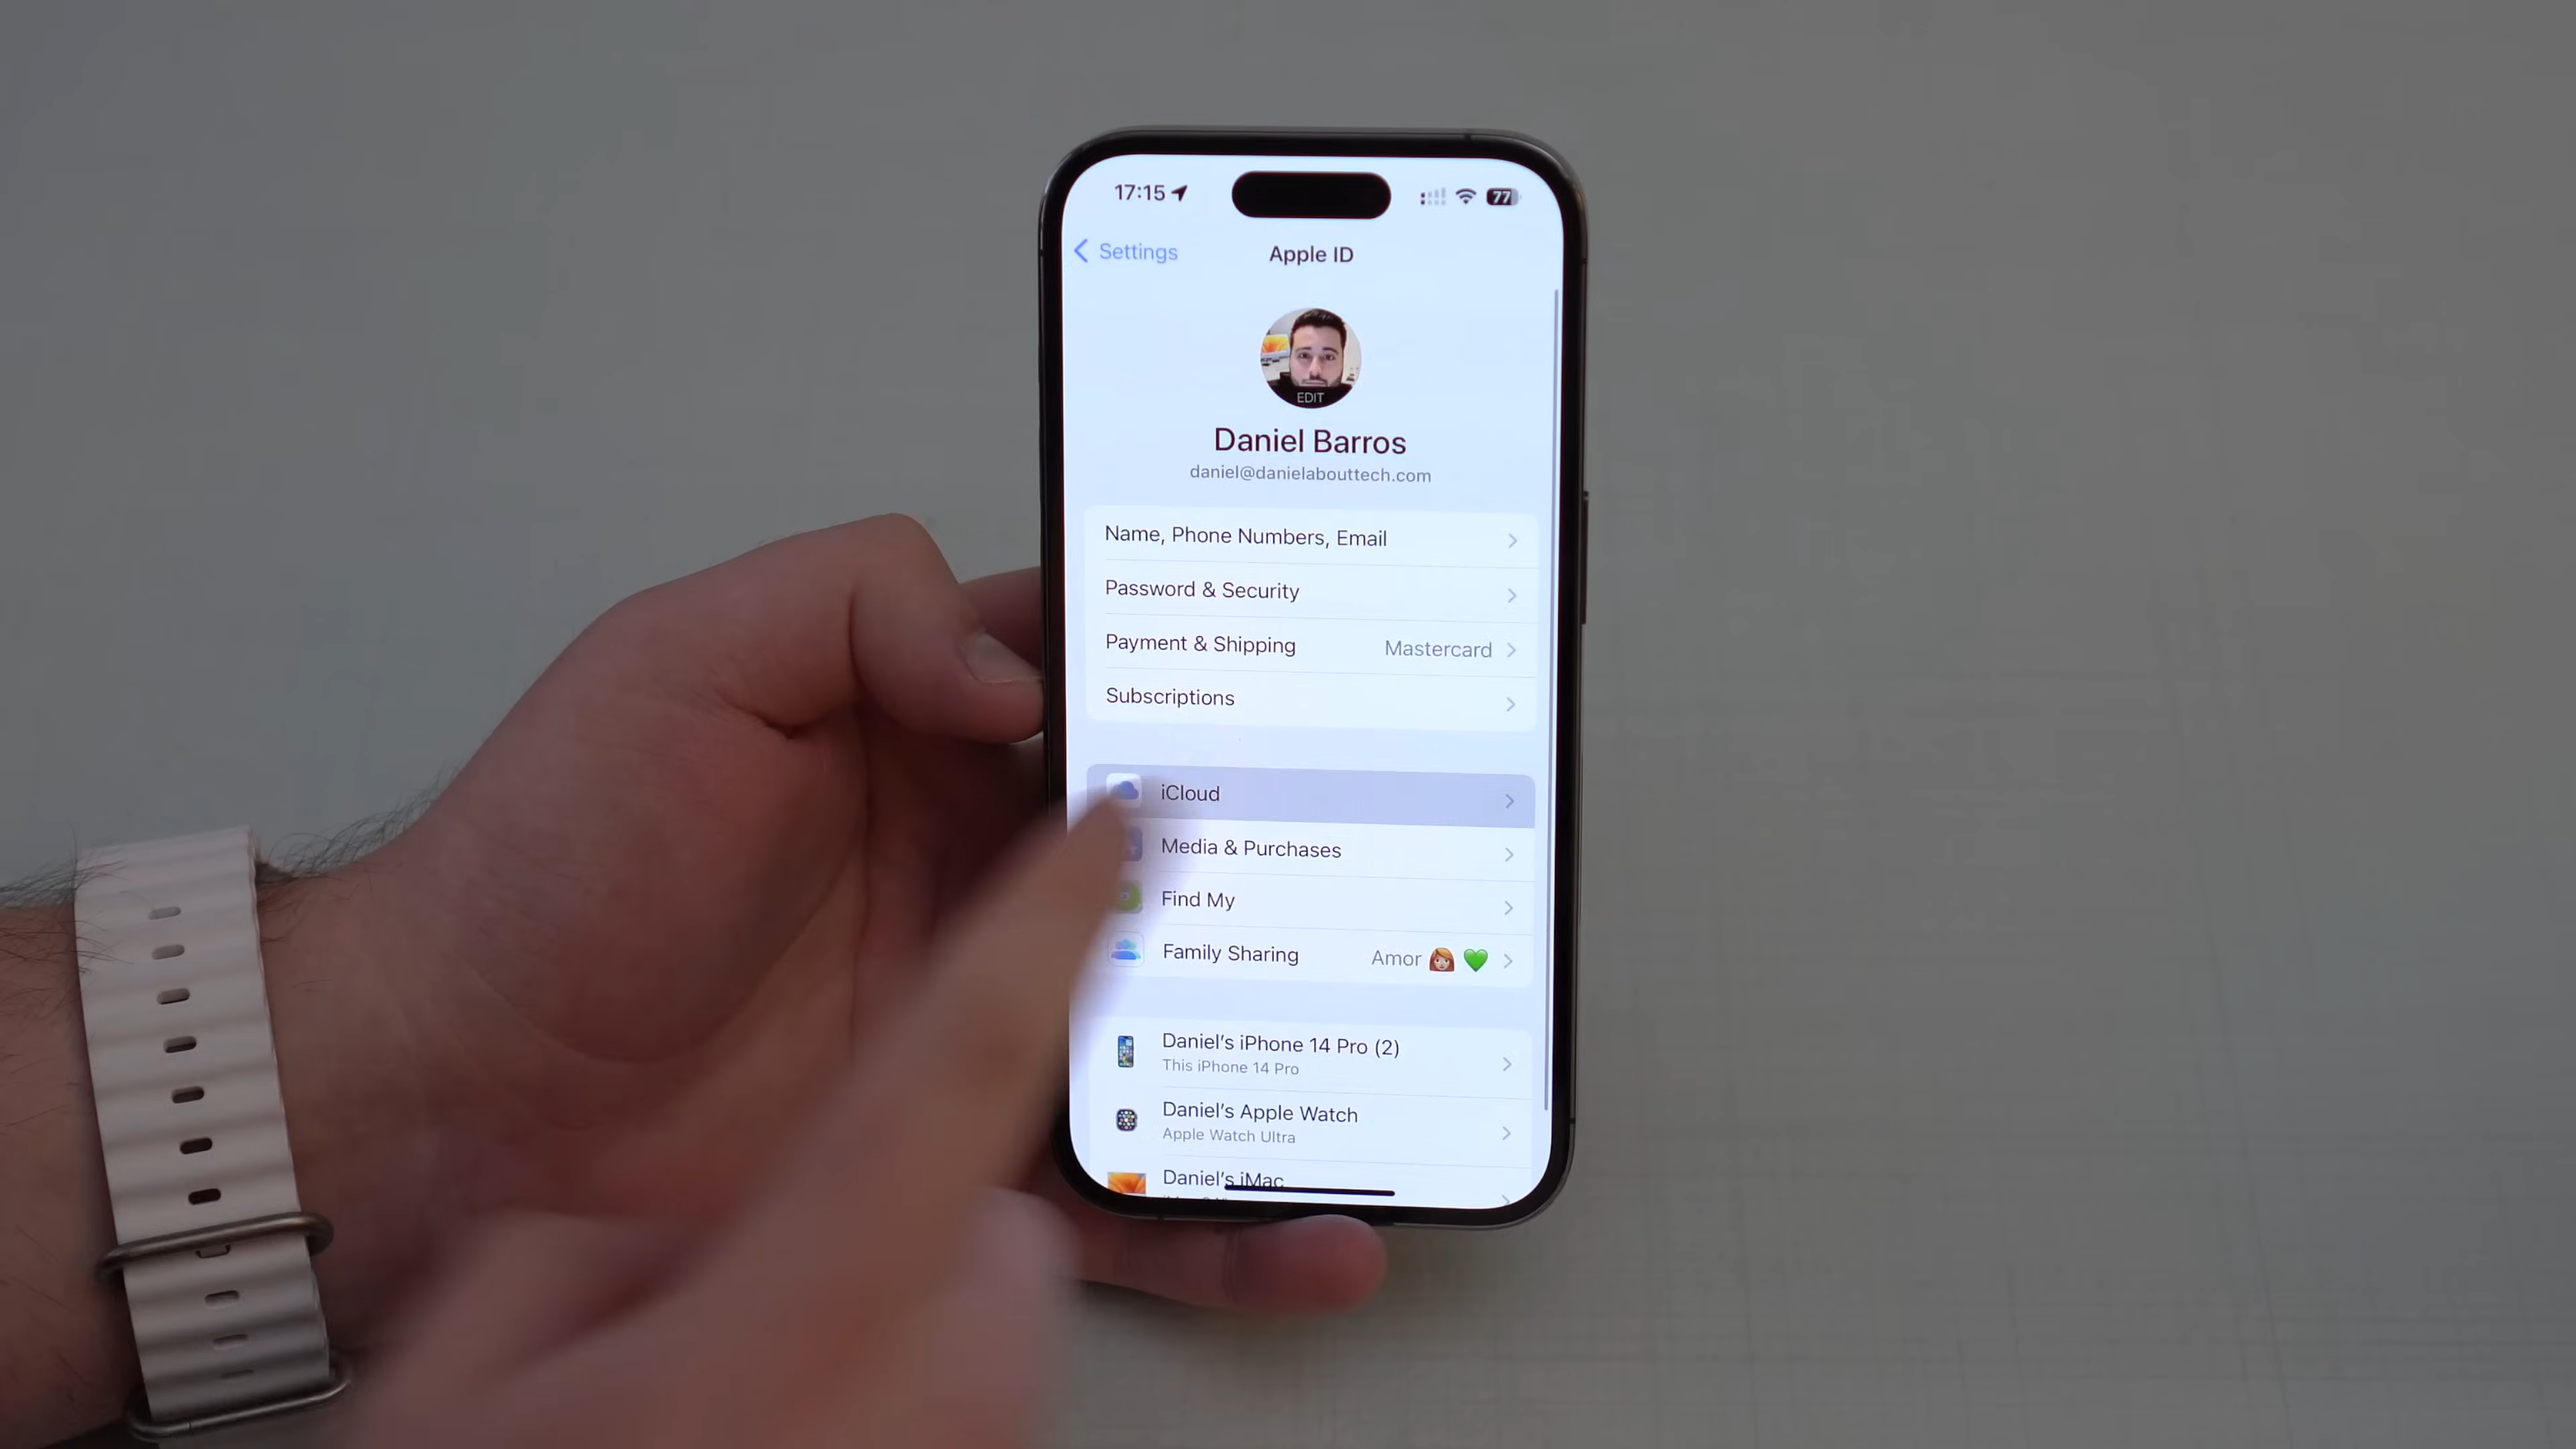 17:15 77
Settings Apple ID
EDIT
Daniel Barros
daniel@danielabouttech.com
Name, Phone Numbers, Email
Password & Security
Payment & Shipping Mastercard
Subscriptions
iCloud
Media & Purchases
Find My
Family Sharing Amor 👩🏼‍🦰 💚
Daniel’s iPhone 14 Pro (2)
This iPhone 14 Pro
Daniel’s Apple Watch
Apple Watch Ultra
Daniel’s iMac